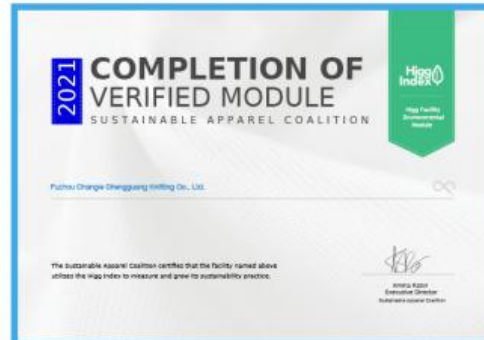 2021
COMPLETION OF
VERIFIED MODULE
SUSTAINABLE APPAREL COALITION
Higg
Index
Higg Facility
Environmental
Module
Fuzhou Changle Knitting Co., Ltd.
The Sustainable Apparel Coalition certifies that the facility named above
utilizes the Higg Index to measure and grow its sustainability practice.
Amina Razvi
Executive Director
Sustainable Apparel Coalition